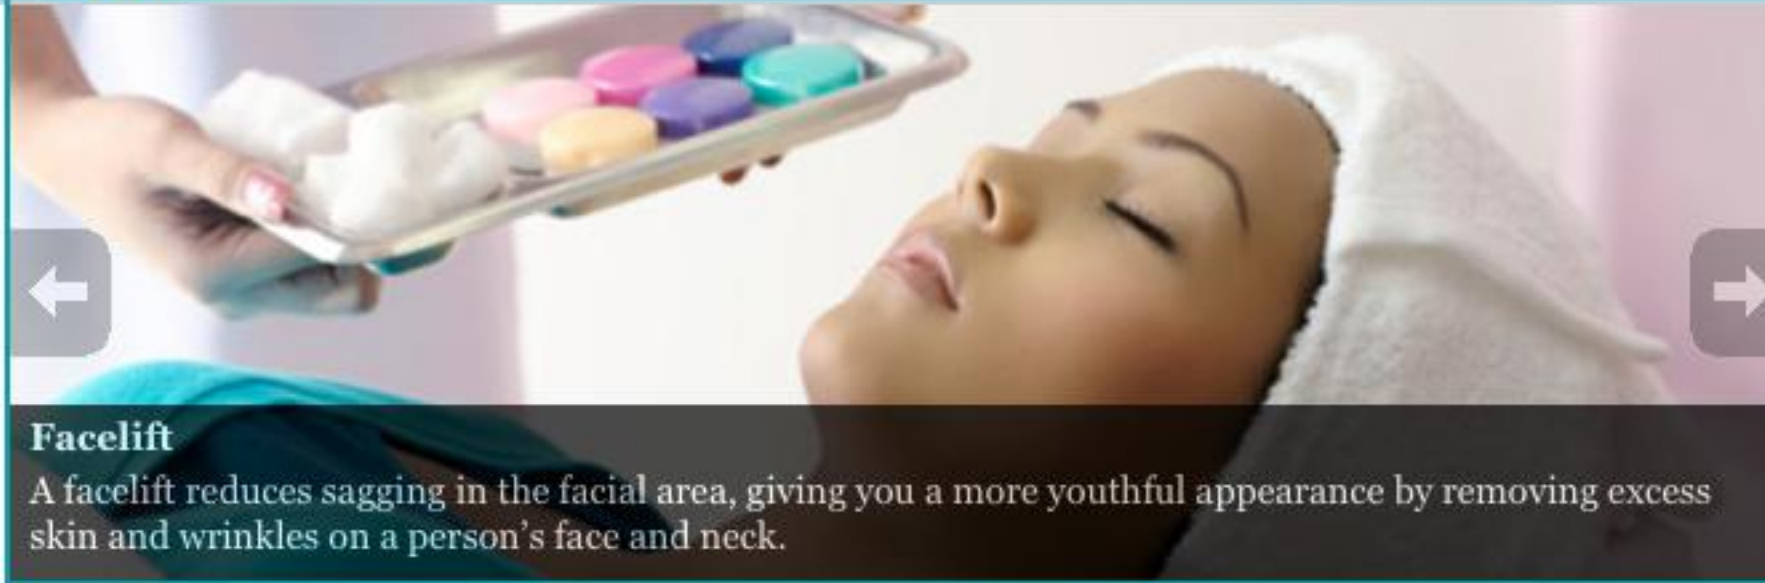 Facelift
A facelift reduces sagging in the facial area, giving you a more youthful appearance by removing excess
skin and wrinkles on a person’s face and neck.